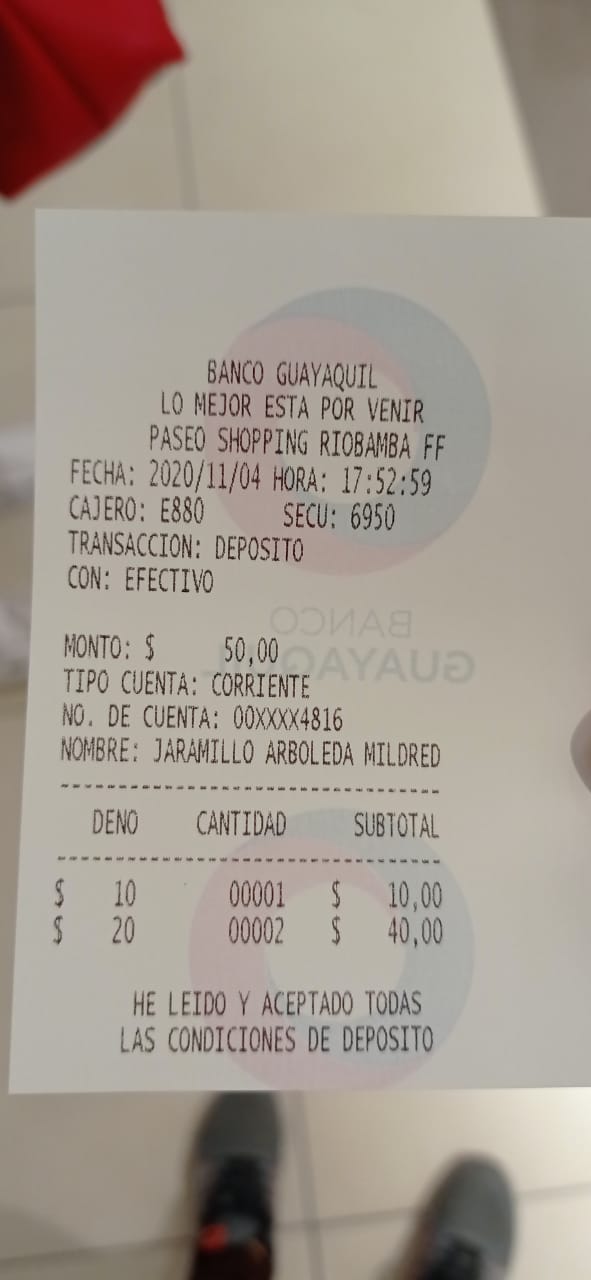 BANCO GUAYAQUIL
LO MEJOR ESTA POR VENIR
PASEO SHOPPING RIOBAMBA FF
FECHA: 2020/11/04 HORA: 17:52:59
CAJERO: E880 SECU: 6950
TRANSACCION: DEPOSITO
CON: EFECTIVO
BANCO
GUAYAQUIL
MONTO: $ 50,00
TIPO CUENTA: CORRIENTE
NO. DE CUENTA: 00XXXX4816
NOMBRE: JARAMILLO ARBOLEDA MILDRED
--------------------------------
DENO CANTIDAD SUBTOTAL
--------------------------------
$ 10 00001 $ 10,00
$ 20 00002 $ 40,00
HE LEIDO Y ACEPTADO TODAS
LAS CONDICIONES DE DEPOSITO